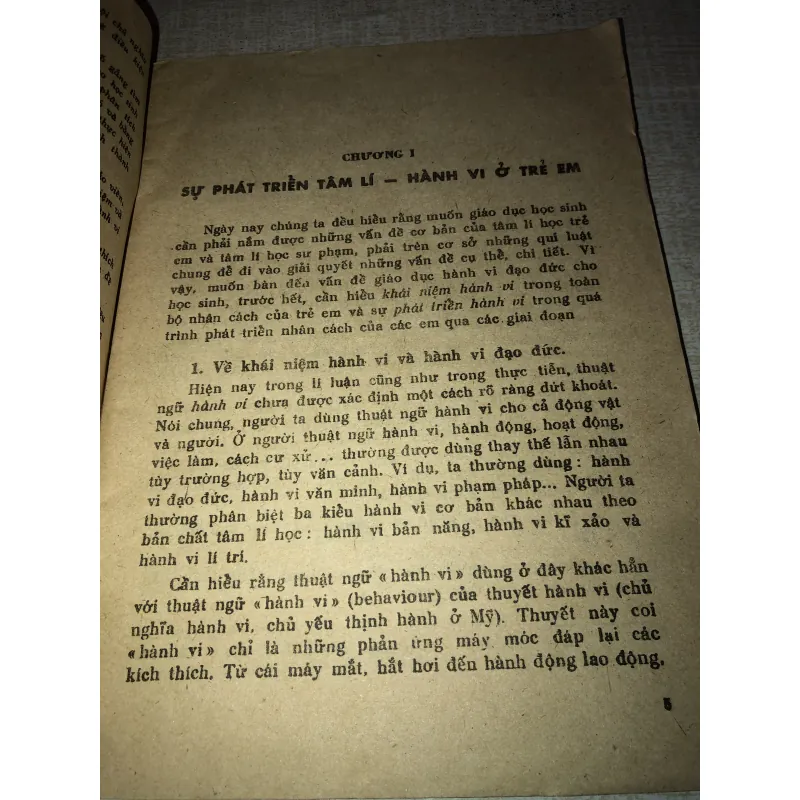 CHƯƠNG I
SỰ PHÁT TRIỂN TÂM LÍ — HÀNH VI Ở TRẺ EM
Ngày nay chúng ta đều hiểu rằng muốn giáo dục học sinh
cần phải nắm được những vấn đề cơ bản của tâm lí học trẻ
em và tâm lí học sư phạm, phải trên cơ sở những qui luật
chung để đi vào giải quyết những vấn đề cụ thể, chi tiết. Vì
vậy, muốn bàn đến vấn đề giáo dục hành vi đạo đức cho
học sinh, trước hết, cần hiểu khái niệm hành vi trong toàn
bộ nhân cách của trẻ em và sự phát triển hành vi trong quá
trình phát triển nhân cách của các em qua các giai đoạn
1. Về khái niệm hành vi và hành vi đạo đức.
Hiện nay trong lí luận cũng như trong thực tiễn, thuật
ngữ hành vi chưa được xác định một cách rõ ràng dứt khoát.
Nói chung, người ta dùng thuật ngữ hành vi cho cả động vật
và người. Ở người thuật ngữ hành vi, hành động, hoạt động,
việc làm, cách cư xử... thường được dùng thay thế lẫn nhau
tùy trường hợp, tùy văn cảnh. Ví dụ, ta thường dùng : hành
vi đạo đức, hành vi văn minh, hành vi phạm pháp... Người ta
thường phân biệt ba kiểu hành vi cơ bản khác nhau theo
bản chất tâm lí học : hành vi bản năng, hành vi kĩ xảo và
hành vi lí trí.
Cần hiểu rằng thuật ngữ «hành vi» dùng ở đây khác hẳn
với thuật ngữ «hành vi» (behaviour) của thuyết hành vi (chủ
nghĩa hành vi, chủ yếu thịnh hành ở Mỹ). Thuyết này coi
«hành vi» chỉ là những phản ứng máy móc đáp lại các
kích thích. Từ cái máy mắt, hắt hơi đến hành động lao động,
5